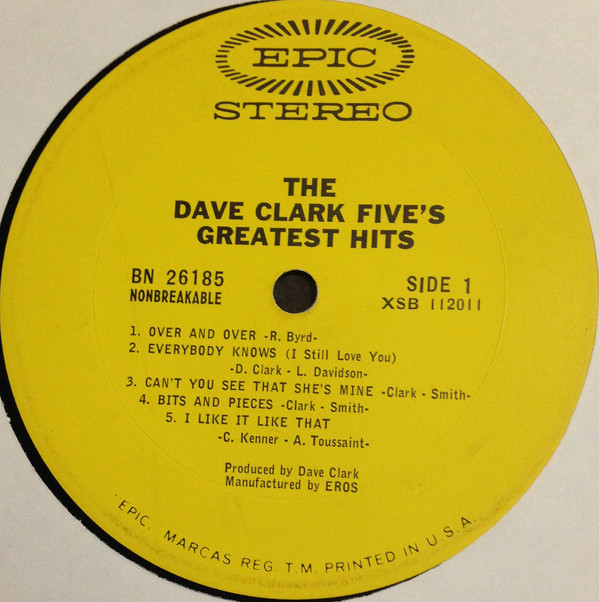 EPIC
STEREO
THE
DAVE CLARK FIVE'S
GREATEST HITS
BN 26185
NONBREAKABLE
SIDE 1
XSB 112011
1. OVER AND OVER -R. Byrd-
2. EVERYBODY KNOWS (I Still Love You)
-D. Clark - L. Davidson-
3. CAN'T YOU SEE THAT SHE'S MINE -Clark - Smith-
4. BITS AND PIECES -Clark - Smith-
5. I LIKE IT LIKE THAT
-C. Kenner - A. Toussaint-
Produced by Dave Clark
Manufactured by EROS
"EPIC, MARCAS REG. T.M. PRINTED IN U.S.A.